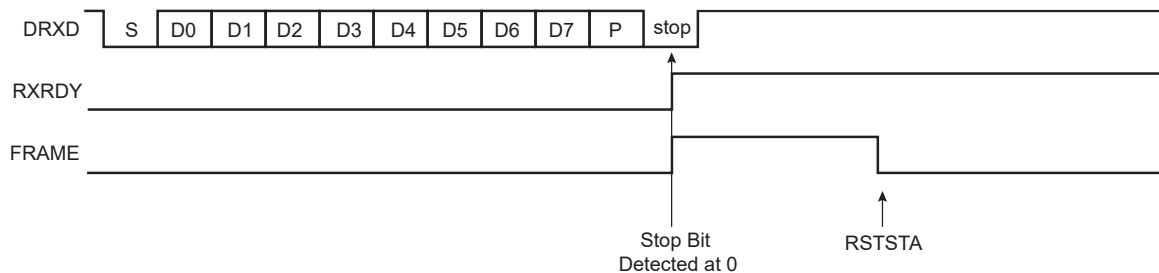 DRXD S D0 D1 D2 D3 D4 D5 D6 D7 P stop
RXRDY
FRAME
Stop Bit
Detected at 0
RSTSTA